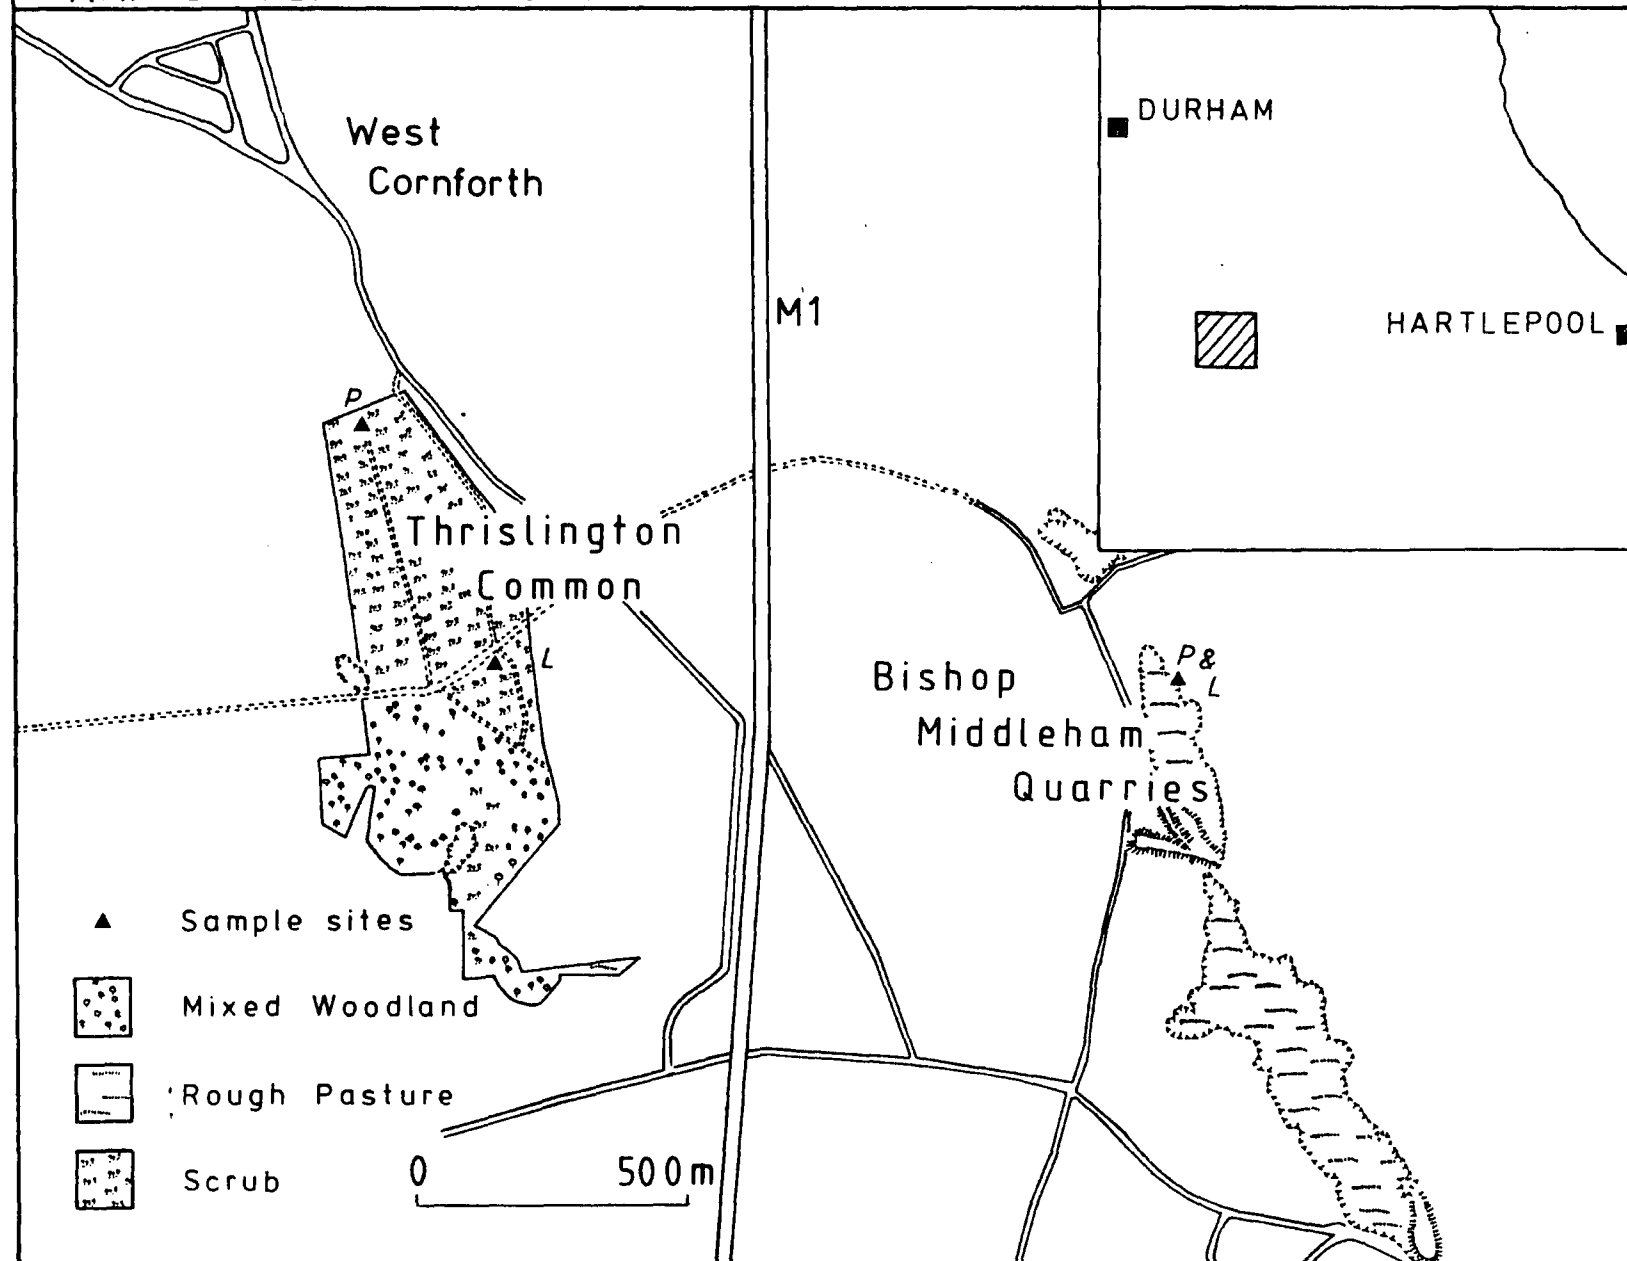 West
Cornforth
DURHAM
M1
HARTLEPOOL
P
Thrislington
Common
L
P&
L
Bishop
Middleham
Quarries
Sample sites
Mixed Woodland
Rough Pasture
Scrub
0 500m